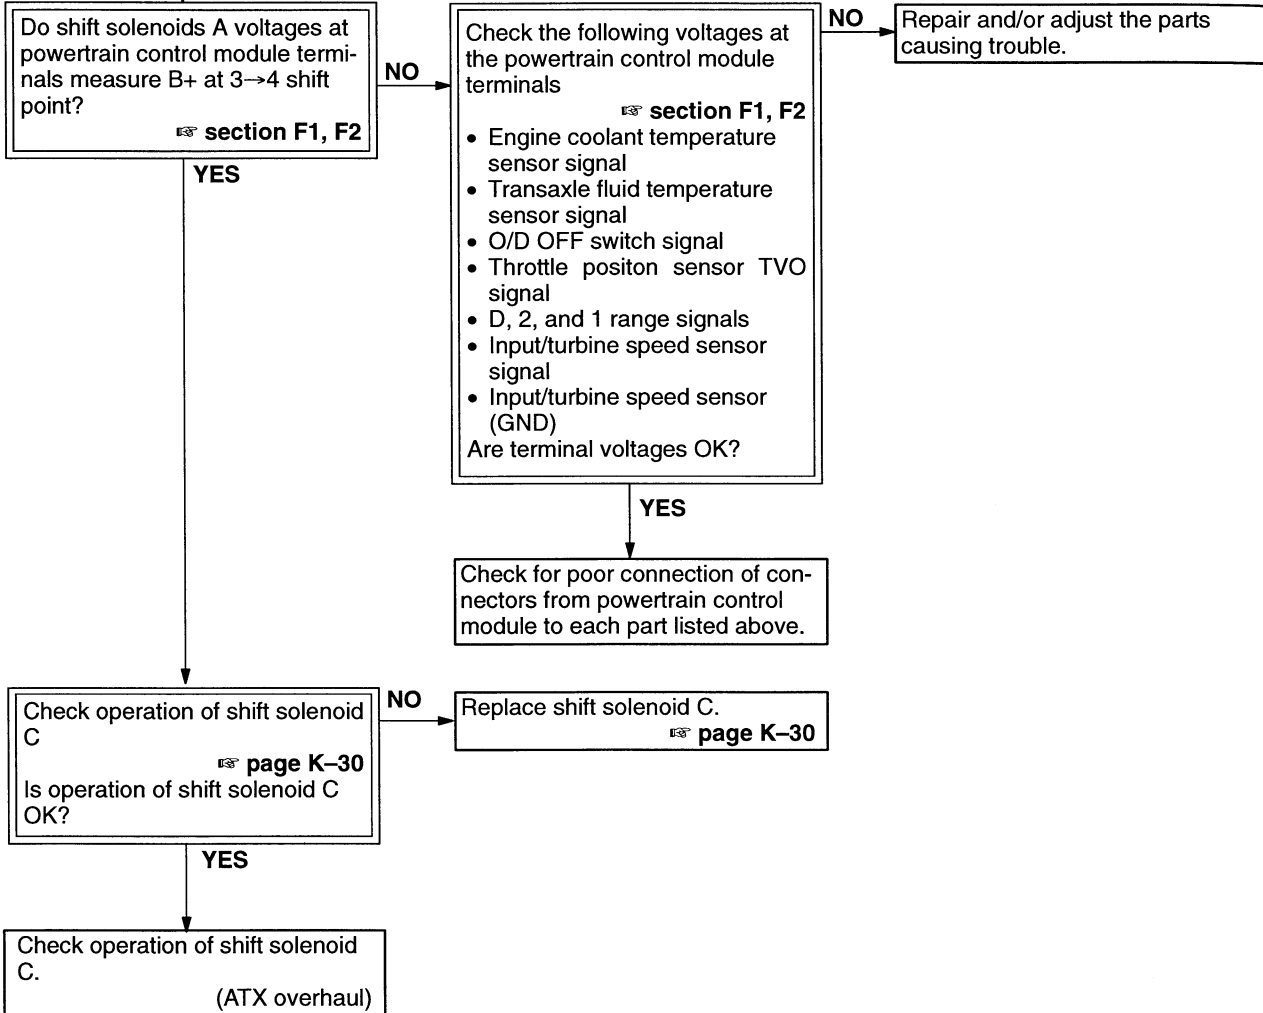 Do shift solenoids A voltages at
powertrain control module termi-
nals measure B+ at 3→4 shift
point?
☞ section F1, F2
NO
YES
Check the following voltages at
the powertrain control module
terminals
☞ section F1, F2
• Engine coolant temperature
sensor signal
• Transaxle fluid temperature
sensor signal
• O/D OFF switch signal
• Throttle positon sensor TVO
signal
• D, 2, and 1 range signals
• Input/turbine speed sensor
signal
• Input/turbine speed sensor
(GND)
Are terminal voltages OK?
NO
Repair and/or adjust the parts
causing trouble.
YES
Check for poor connection of con-
nectors from powertrain control
module to each part listed above.
Check operation of shift solenoid
C
☞ page K–30
Is operation of shift solenoid C
OK?
NO
Replace shift solenoid C.
☞ page K–30
YES
Check operation of shift solenoid
C.
(ATX overhaul)